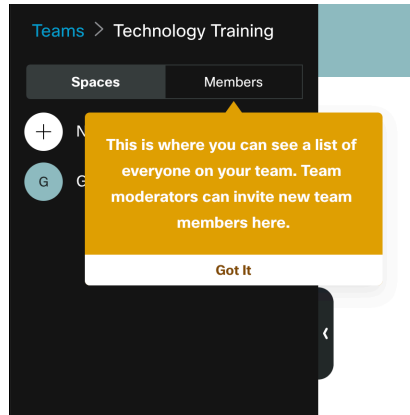 Teams > Technology Training
Spaces
Members
N
G G
This is where you can see a list of
everyone on your team. Team
moderators can invite new team
members here.
Got It